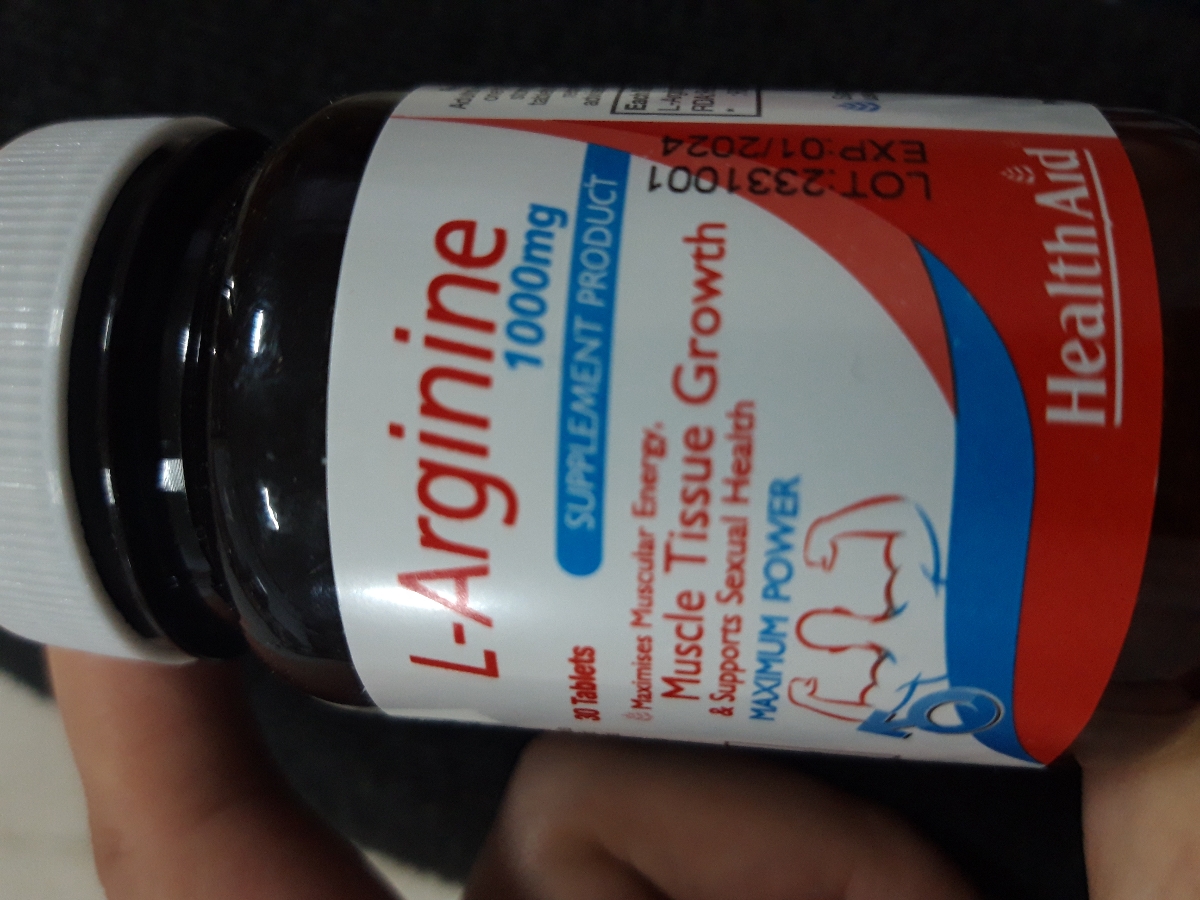 L-Arginine
1000mg
SUPPLEMENT PRODUCT
30 Tablets
Maximises Muscular Energy,
Muscle Tissue Growth
& Supports Sexual Health
MAXIMUM POWER
HealthAid
LOT:2331001
EXP:01/2024